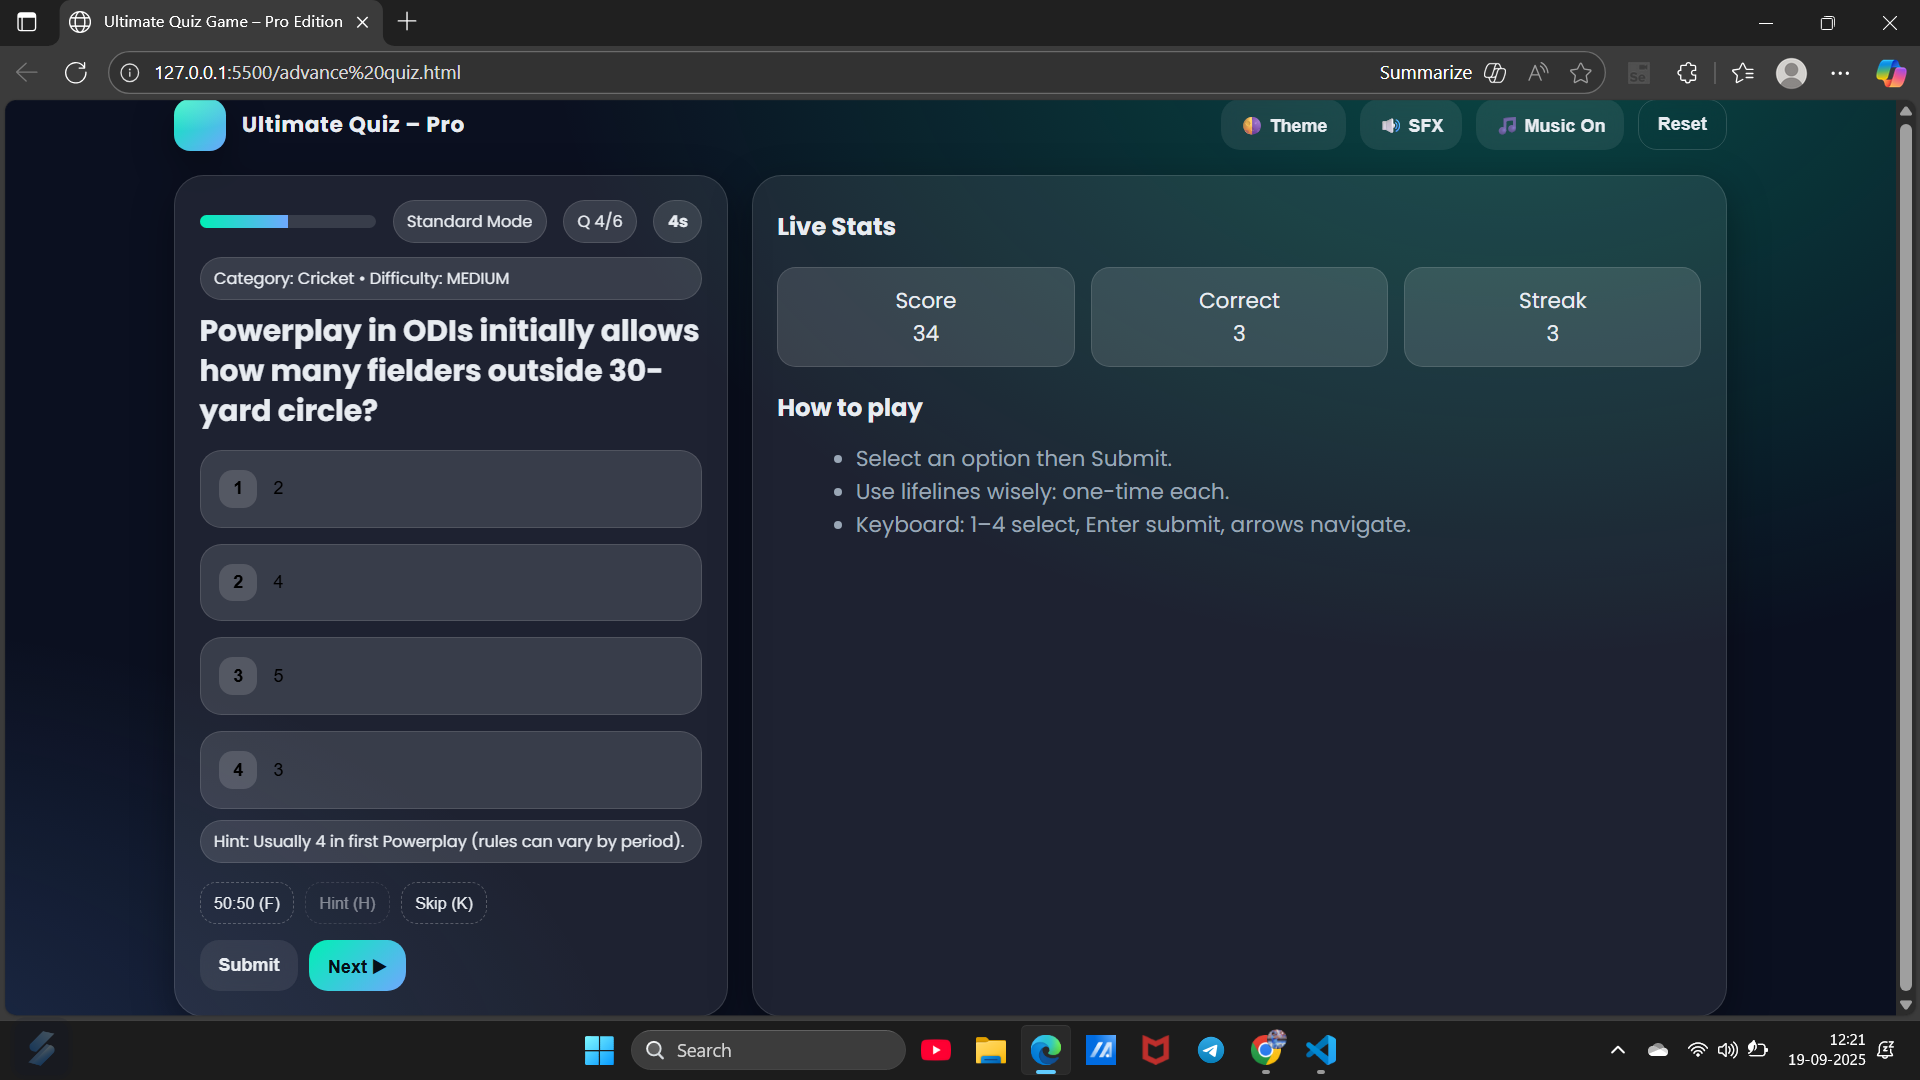 Ultimate Quiz Game – Pro Edition
127.0.0.1:5500/advance%20quiz.html
Summarize
Ultimate Quiz – Pro
Theme
SFX
Music On
Reset
Standard Mode
Q 4/6
4s
Category: Cricket • Difficulty: MEDIUM
Powerplay in ODIs initially allows
how many fielders outside 30-
yard circle?
1 2
2 4
3 5
4 3
Hint: Usually 4 in first Powerplay (rules can vary by period).
50:50 (F)
Hint (H)
Skip (K)
Submit
Next ▶
Live Stats
Score
34
Correct
3
Streak
3
How to play
• Select an option then Submit.
• Use lifelines wisely: one-time each.
• Keyboard: 1–4 select, Enter submit, arrows navigate.
Search
12:21
19-09-2025